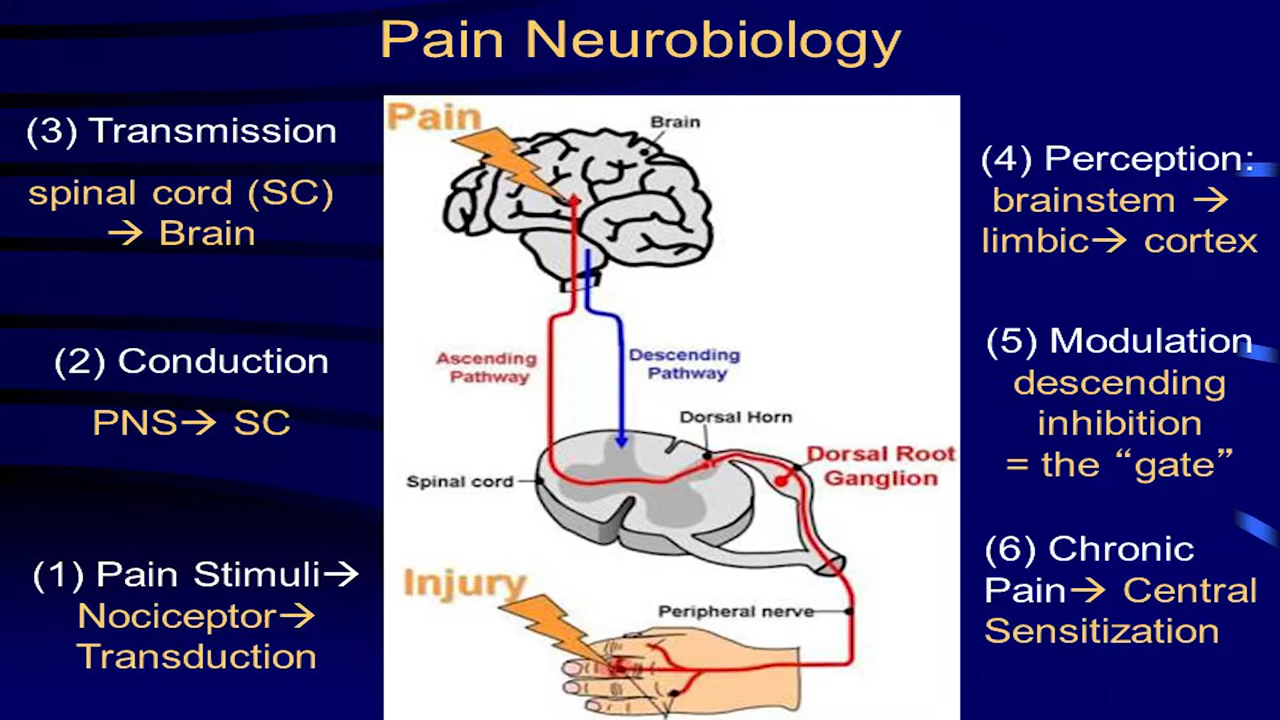 Pain Neurobiology
(3) Transmission
spinal cord (SC)
→ Brain
(2) Conduction
PNS→ SC
(1) Pain Stimuli→
Nociceptor→
Transduction
Pain
Brain
Ascending
Pathway
Descending
Pathway
Dorsal Horn
Dorsal Root
Ganglion
Spinal cord
Injury
Peripheral nerve
(4) Perception:
brainstem →
limbic→ cortex
(5) Modulation
descending
inhibition
= the “gate”
(6) Chronic
Pain→ Central
Sensitization